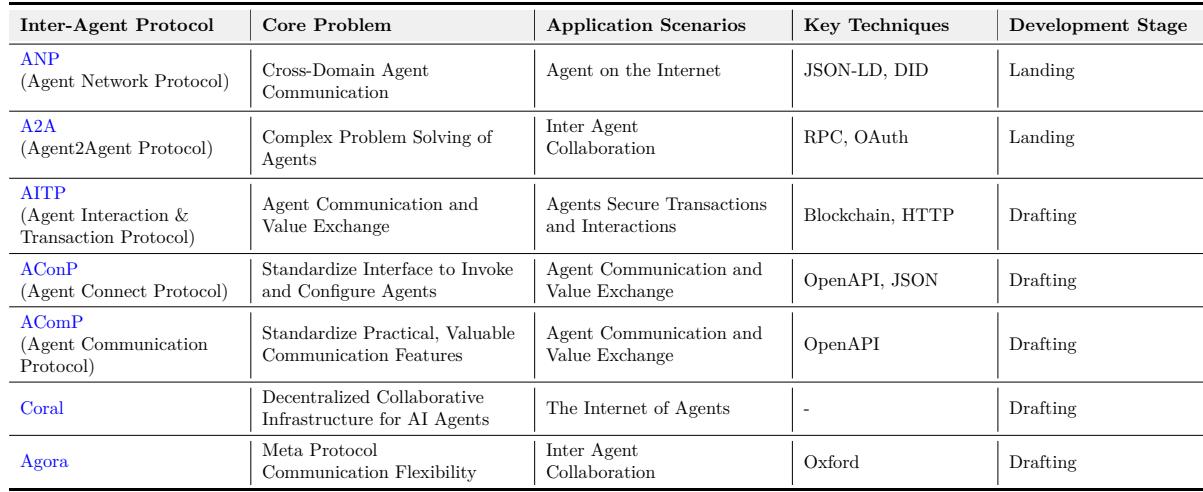 Inter-Agent Protocol Core Problem Application Scenarios Key Techniques Development Stage
ANP
(Agent Network Protocol)
Cross-Domain Agent
Communication
Agent on the Internet
JSON-LD, DID
Landing
A2A
(Agent2Agent Protocol)
Complex Problem Solving of
Agents
Inter Agent
Collaboration
RPC, OAuth
Landing
AITP
(Agent Interaction &
Transaction Protocol)
Agent Communication and
Value Exchange
Agents Secure Transactions
and Interactions
Blockchain, HTTP
Drafting
AConP
(Agent Connect Protocol)
Standardize Interface to Invoke
and Configure Agents
Agent Communication and
Value Exchange
OpenAPI, JSON
Drafting
AComP
(Agent Communication
Protocol)
Standardize Practical, Valuable
Communication Features
Agent Communication and
Value Exchange
OpenAPI
Drafting
Coral
Decentralized Collaborative
Infrastructure for AI Agents
The Internet of Agents
-
Drafting
Agora
Meta Protocol
Communication Flexibility
Inter Agent
Collaboration
Oxford
Drafting